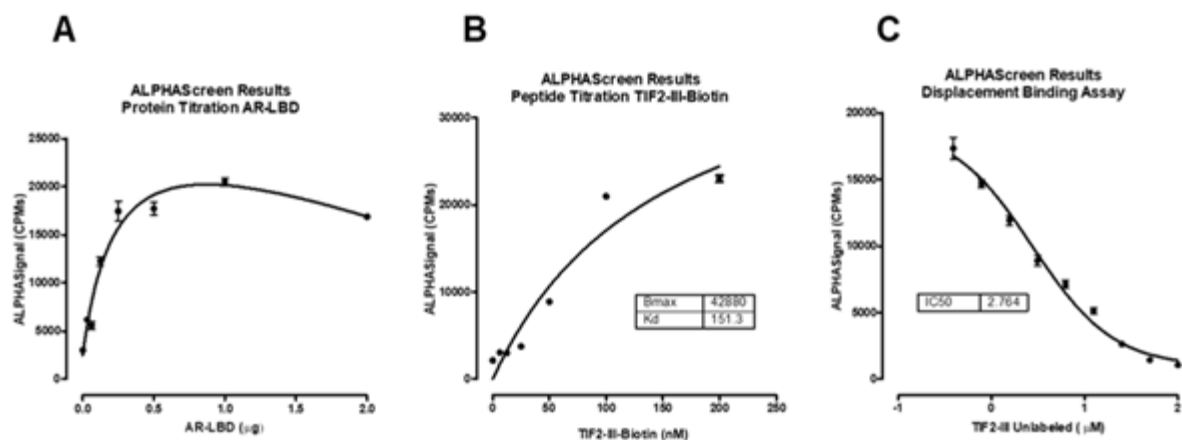 A
ALPHAScreen Results
Protein Titration AR-LBD
ALPHASignal (CPMs)
25000
20000
15000
10000
5000
0
0.0
0.5
1.0
1.5
2.0
AR-LBD (µg)
B
ALPHAScreen Results
Peptide Titration TIF2-III-Biotin
ALPHASignal (CPMs)
30000
20000
10000
0
Bmax 42880
Kd 151.3
0
50
100
150
200
250
TIF2-III-Biotin (nM)
C
ALPHAScreen Results
Displacement Binding Assay
ALPHASignal (CPMs)
20000
15000
10000
5000
0
IC50 2.764
-1
0
1
2
TIF2-III Unlabeled ( µM)